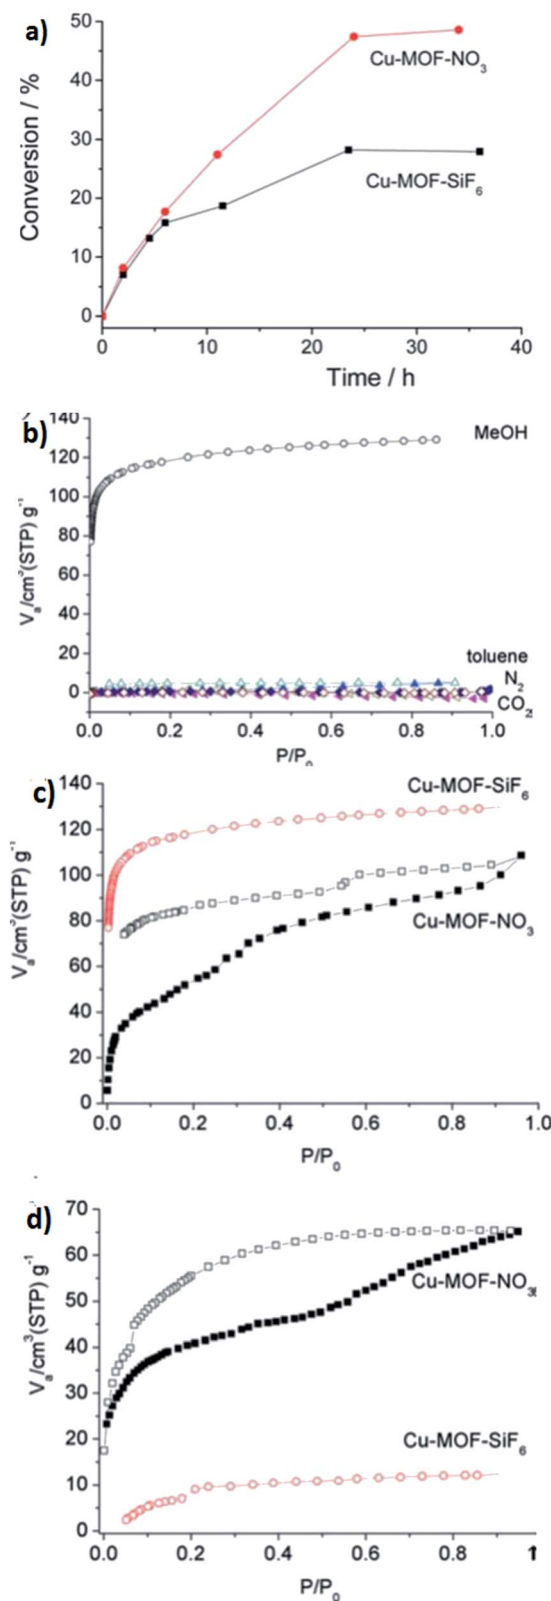 a)
Conversion / %
50
40
30
20
10
0
Cu-MOF-NO3
Cu-MOF-SiF6
0 10 20 30 40
Time / h
b)
Va/cm3(STP) g-1
140
120
100
80
60
40
20
0
MeOH
toluene
N2
CO2
0.0 0.2 0.4 0.6 0.8 1.0
P/P0
c)
Va/cm3(STP) g-1
140
120
100
80
60
40
20
0
Cu-MOF-SiF6
Cu-MOF-NO3
0.0 0.2 0.4 0.6 0.8 1.0
P/P0
d)
Va/cm3(STP) g-1
70
60
50
40
30
20
10
0
Cu-MOF-NO3
Cu-MOF-SiF6
0.0 0.2 0.4 0.6 0.8
P/P0